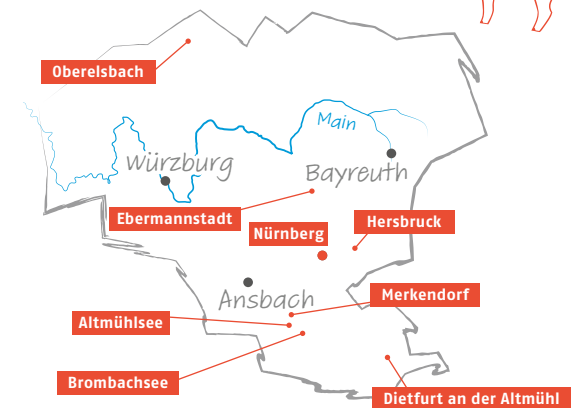 Oberelsbach
Main
Würzburg
Bayreuth
Ebermannstadt
Hersbruck
Nürnberg
Ansbach
Merkendorf
Altmühlsee
Brombachsee
Dietfurt an der Altmühl